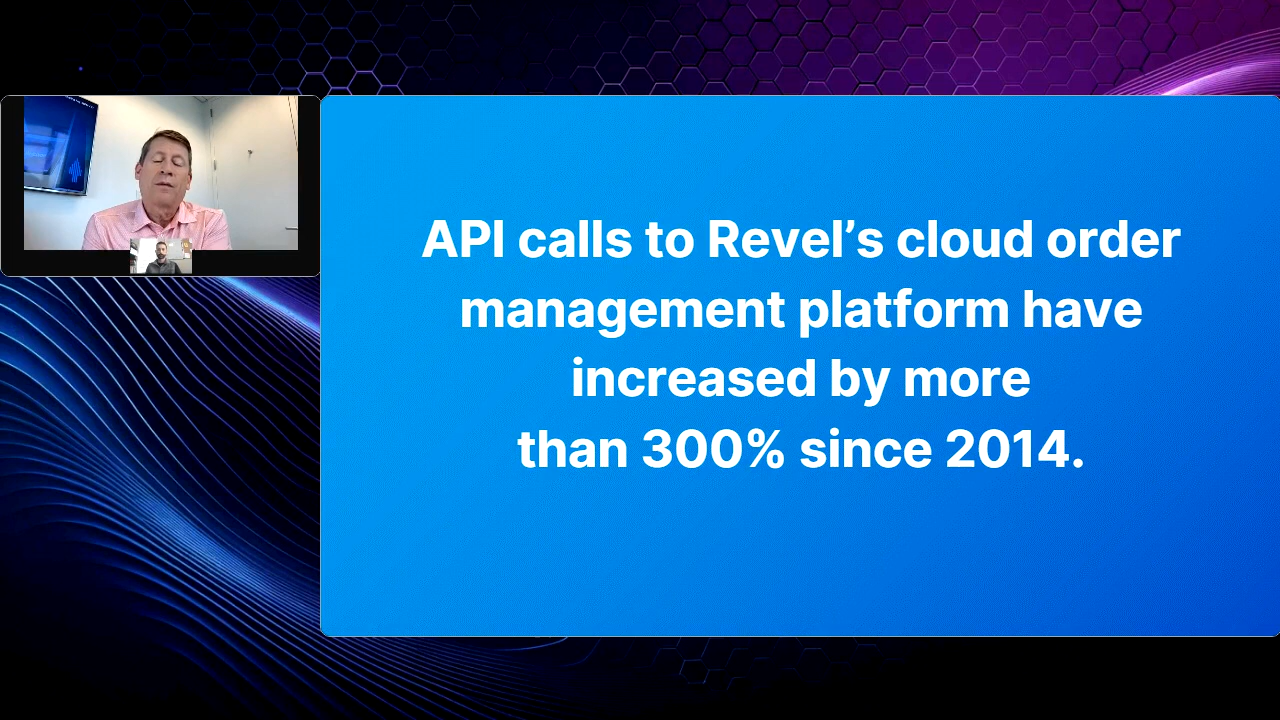 API calls to Revel’s cloud order
management platform have
increased by more
than 300% since 2014.